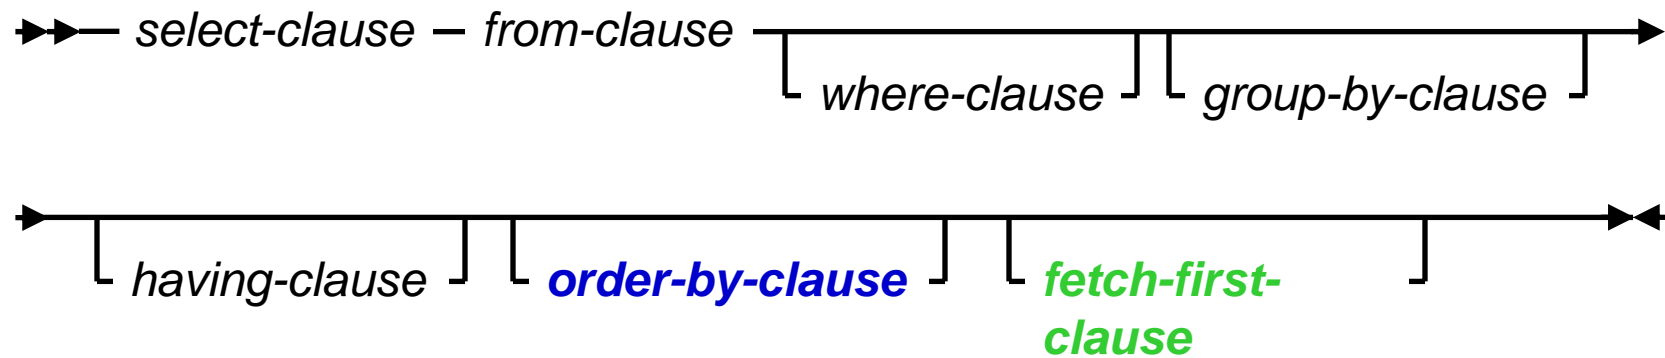 select-clause from-clause
where-clause group-by-clause
having-clause order-by-clause fetch-first-
clause